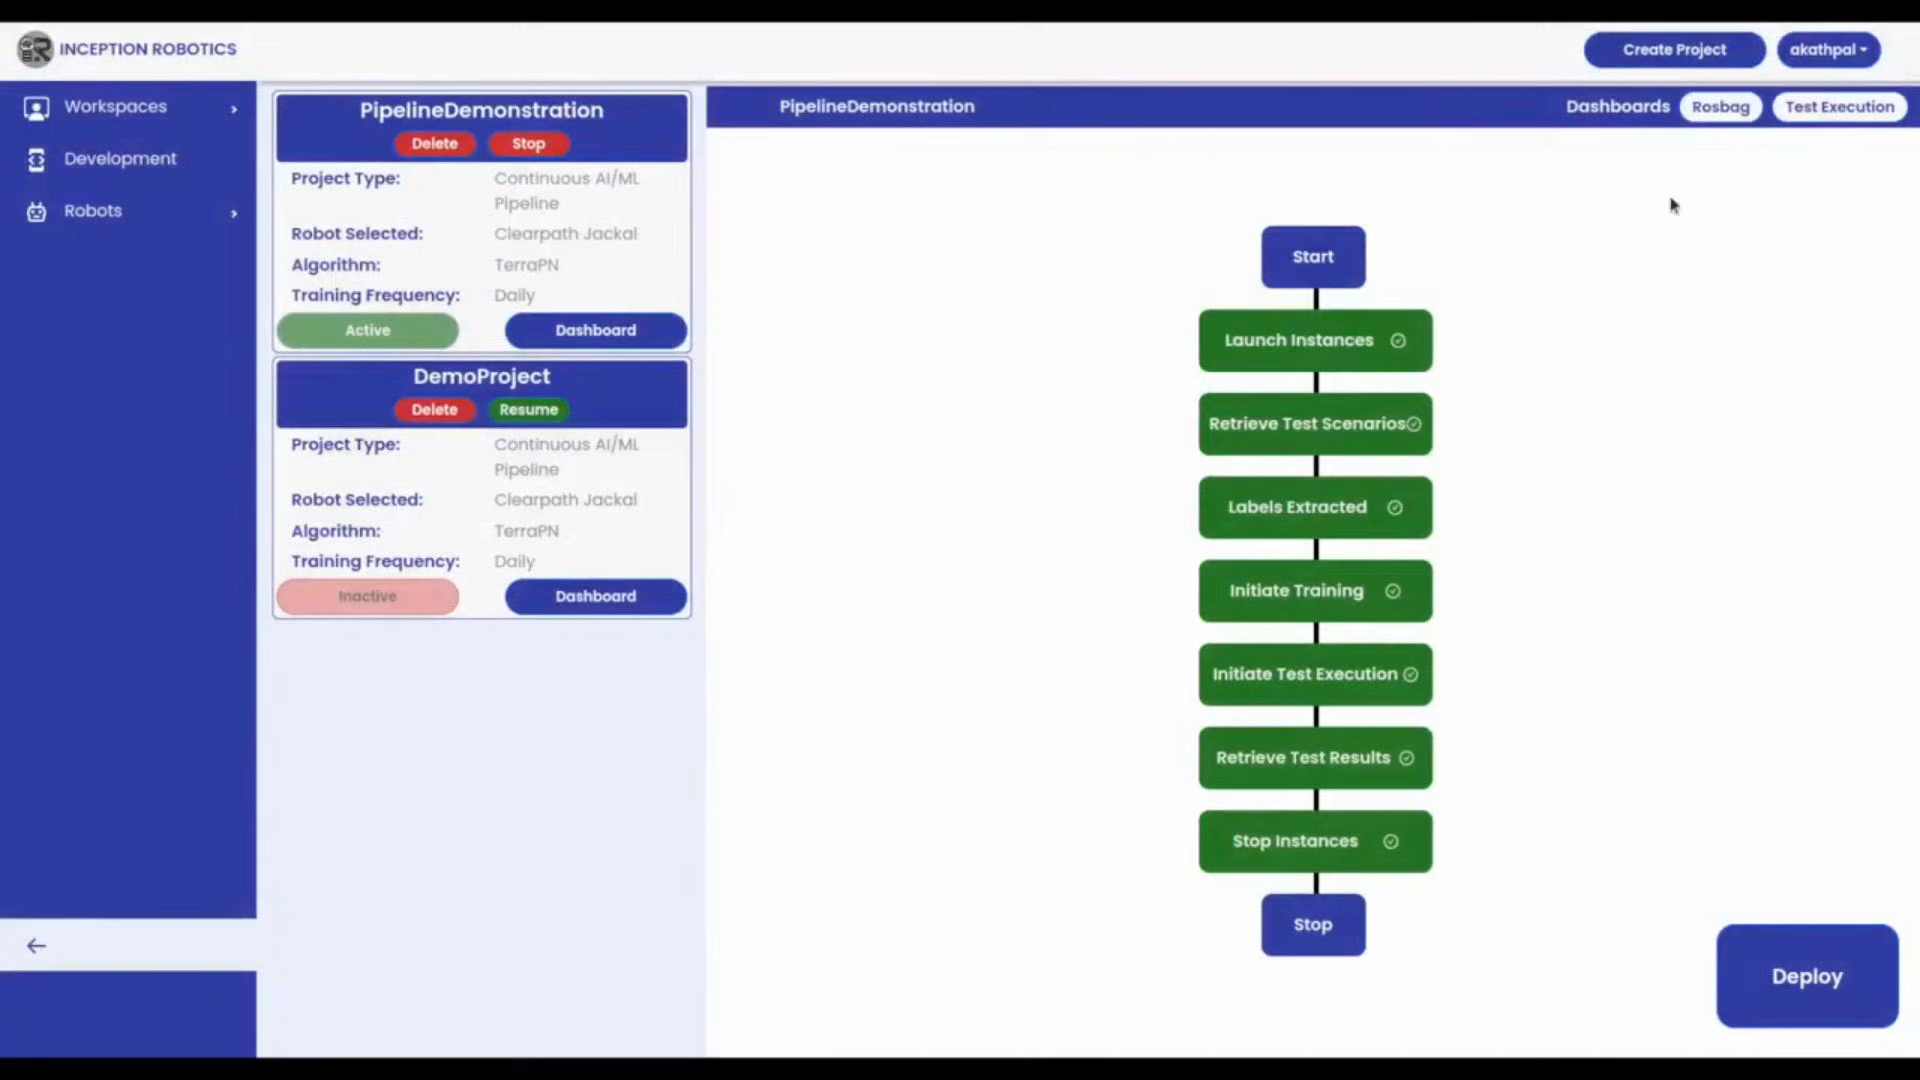 INCEPTION ROBOTICS
Create Project
akathpal
Workspaces
Development
Robots
PipelineDemonstration
Delete
Stop
Project Type:
Continuous AI/ML
Pipeline
Robot Selected:
Clearpath Jackal
Algorithm:
TerraPN
Training Frequency:
Daily
Active
Dashboard
DemoProject
Delete
Resume
Project Type:
Continuous AI/ML
Pipeline
Robot Selected:
Clearpath Jackal
Algorithm:
TerraPN
Training Frequency:
Daily
Inactive
Dashboard
PipelineDemonstration
Dashboards
Rosbag
Test Execution
Start
Launch Instances
Retrieve Test Scenarios
Labels Extracted
Initiate Training
Initiate Test Execution
Retrieve Test Results
Stop Instances
Stop
Deploy